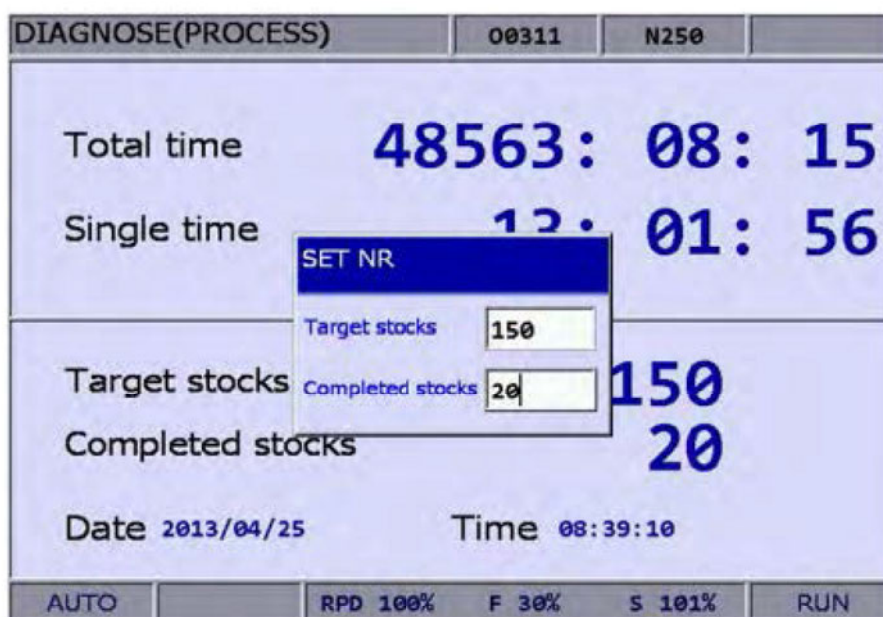 DIAGNOSE(PROCESS) O0311 N250
Total time 48563: 08: 15
Single time 13: 01: 56
SET NR
Target stocks 150
Completed stocks 20
Target stocks 150
Completed stocks 20
Date 2013/04/25 Time 08:39:10
AUTO RPD 100% F 30% S 101% RUN